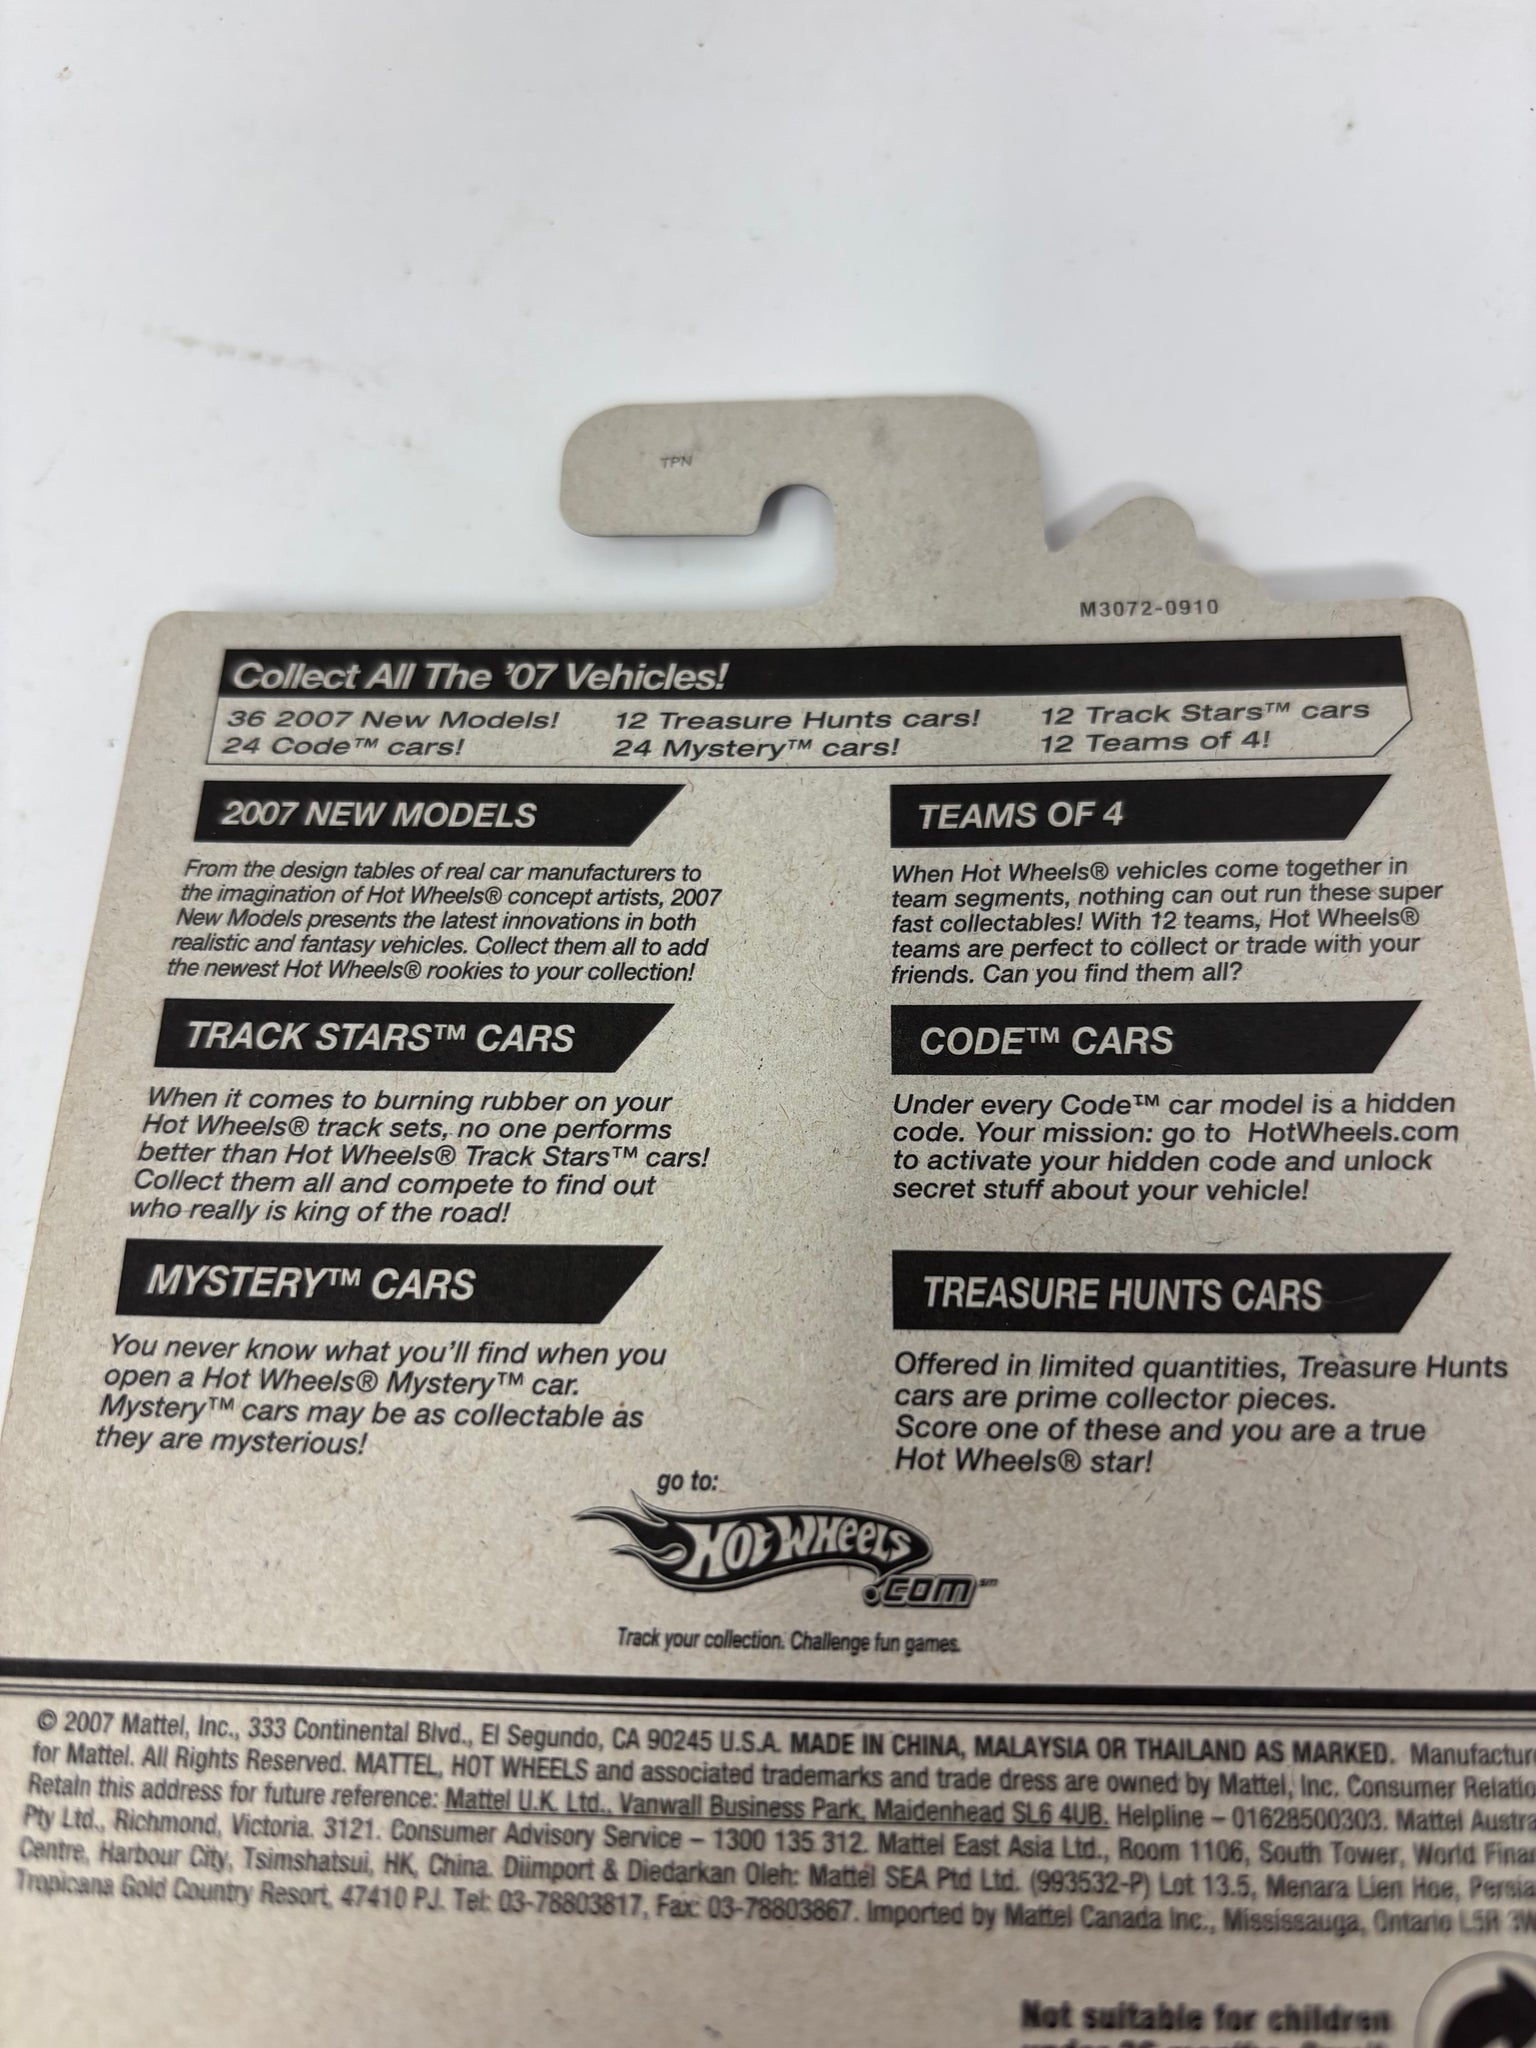 TPN
M3072-0910
Collect All The '07 Vehicles!
36 2007 New Models! 12 Treasure Hunts cars! 12 Track Stars™ cars
24 Code™ cars! 24 Mystery™ cars! 12 Teams of 4!
2007 NEW MODELS
From the design tables of real car manufacturers to
the imagination of Hot Wheels® concept artists, 2007
New Models presents the latest innovations in both
realistic and fantasy vehicles. Collect them all to add
the newest Hot Wheels® rookies to your collection!
TEAMS OF 4
When Hot Wheels® vehicles come together in
team segments, nothing can out run these super
fast collectables! With 12 teams, Hot Wheels®
teams are perfect to collect or trade with your
friends. Can you find them all?
TRACK STARS™ CARS
When it comes to burning rubber on your
Hot Wheels® track sets, no one performs
better than Hot Wheels® Track Stars™ cars!
Collect them all and compete to find out
who really is king of the road!
CODE™ CARS
Under every Code™ car model is a hidden
code. Your mission: go to HotWheels.com
to activate your hidden code and unlock
secret stuff about your vehicle!
MYSTERY™ CARS
You never know what you'll find when you
open a Hot Wheels® Mystery™ car.
Mystery™ cars may be as collectable as
they are mysterious!
TREASURE HUNTS CARS
Offered in limited quantities, Treasure Hunts
cars are prime collector pieces.
Score one of these and you are a true
Hot Wheels® star!
go to:
HOT WHEELS
.COM℠
Track your collection. Challenge fun games.
© 2007 Mattel, Inc., 333 Continental Blvd., El Segundo, CA 90245 U.S.A. MADE IN CHINA, MALAYSIA OR THAILAND AS MARKED. Manufactur
for Mattel. All Rights Reserved. MATTEL, HOT WHEELS and associated trademarks and trade dress are owned by Mattel, Inc. Consumer Relatio
Retain this address for future reference: Mattel U.K. Ltd., Vanwall Business Park, Maidenhead SL6 4UB. Helpline – 01628500303. Mattel Austra
Pty Ltd., Richmond, Victoria. 3121. Consumer Advisory Service – 1300 135 312. Mattel East Asia Ltd., Room 1106, South Tower, World Finan
Centre, Harbour City, Tsimshatsui, HK, China. Diimport & Diedarkan Oleh: Mattel SEA Ptd Ltd. (993532-P) Lot 13.5, Menara Lien Hoe, Persia
Tropicana Gold Country Resort, 47410 PJ. Tel: 03-78803817, Fax: 03-78803867. Imported by Mattel Canada Inc., Mississauga, Ontario L5R 3W
Not suitable for children